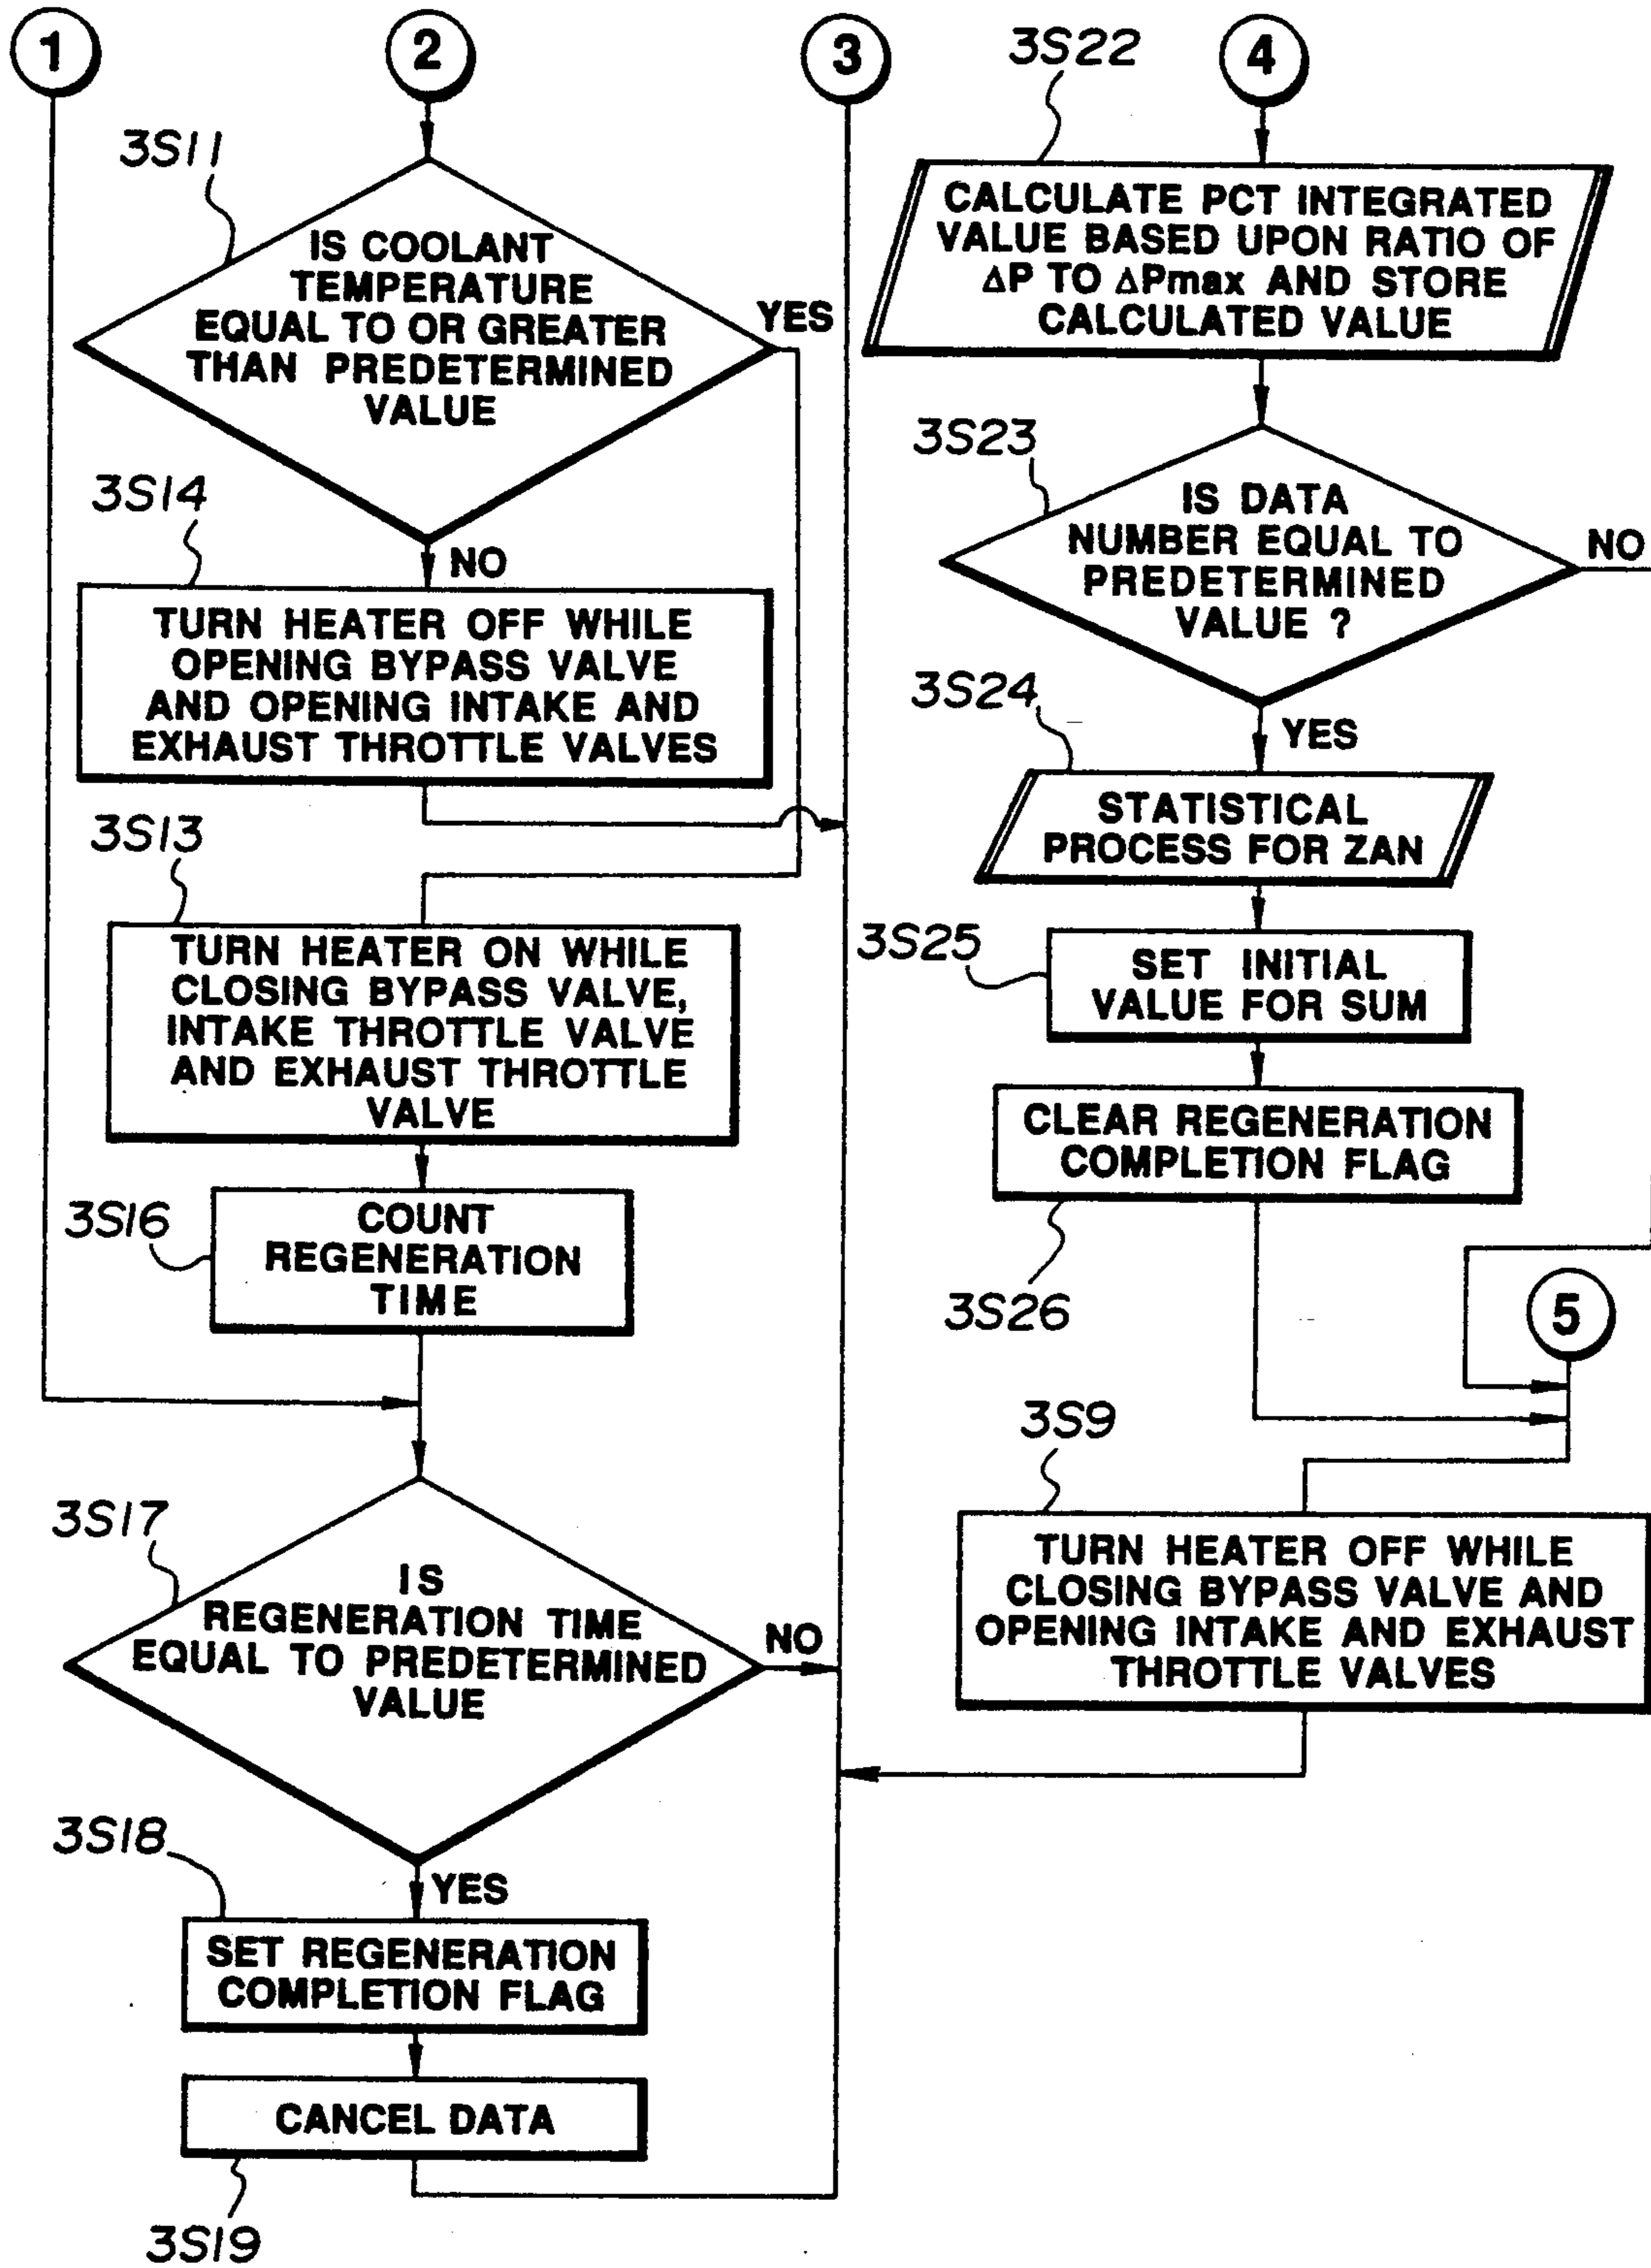 1
2
3S11
IS COOLANT
TEMPERATURE
EQUAL TO OR GREATER
THAN PREDETERMINED
VALUE
YES
NO
3S14
TURN HEATER OFF WHILE
OPENING BYPASS VALVE
AND OPENING INTAKE AND
EXHAUST THROTTLE VALVES
3S13
TURN HEATER ON WHILE
CLOSING BYPASS VALVE,
INTAKE THROTTLE VALVE
AND EXHAUST THROTTLE
VALVE
3S16
COUNT
REGENERATION
TIME
3S17
IS
REGENERATION TIME
EQUAL TO PREDETERMINED
VALUE
NO
YES
3S18
SET REGENERATION
COMPLETION FLAG
CANCEL DATA
3S19
3
4
3S22
CALCULATE PCT INTEGRATED
VALUE BASED UPON RATIO OF
ΔP TO ΔPmax AND STORE
CALCULATED VALUE
3S23
IS DATA
NUMBER EQUAL TO
PREDETERMINED
VALUE ?
NO
YES
3S24
STATISTICAL
PROCESS FOR ZAN
3S25
SET INITIAL
VALUE FOR SUM
CLEAR REGENERATION
COMPLETION FLAG
3S26
5
3S9
TURN HEATER OFF WHILE
CLOSING BYPASS VALVE AND
OPENING INTAKE AND EXHAUST
THROTTLE VALVES